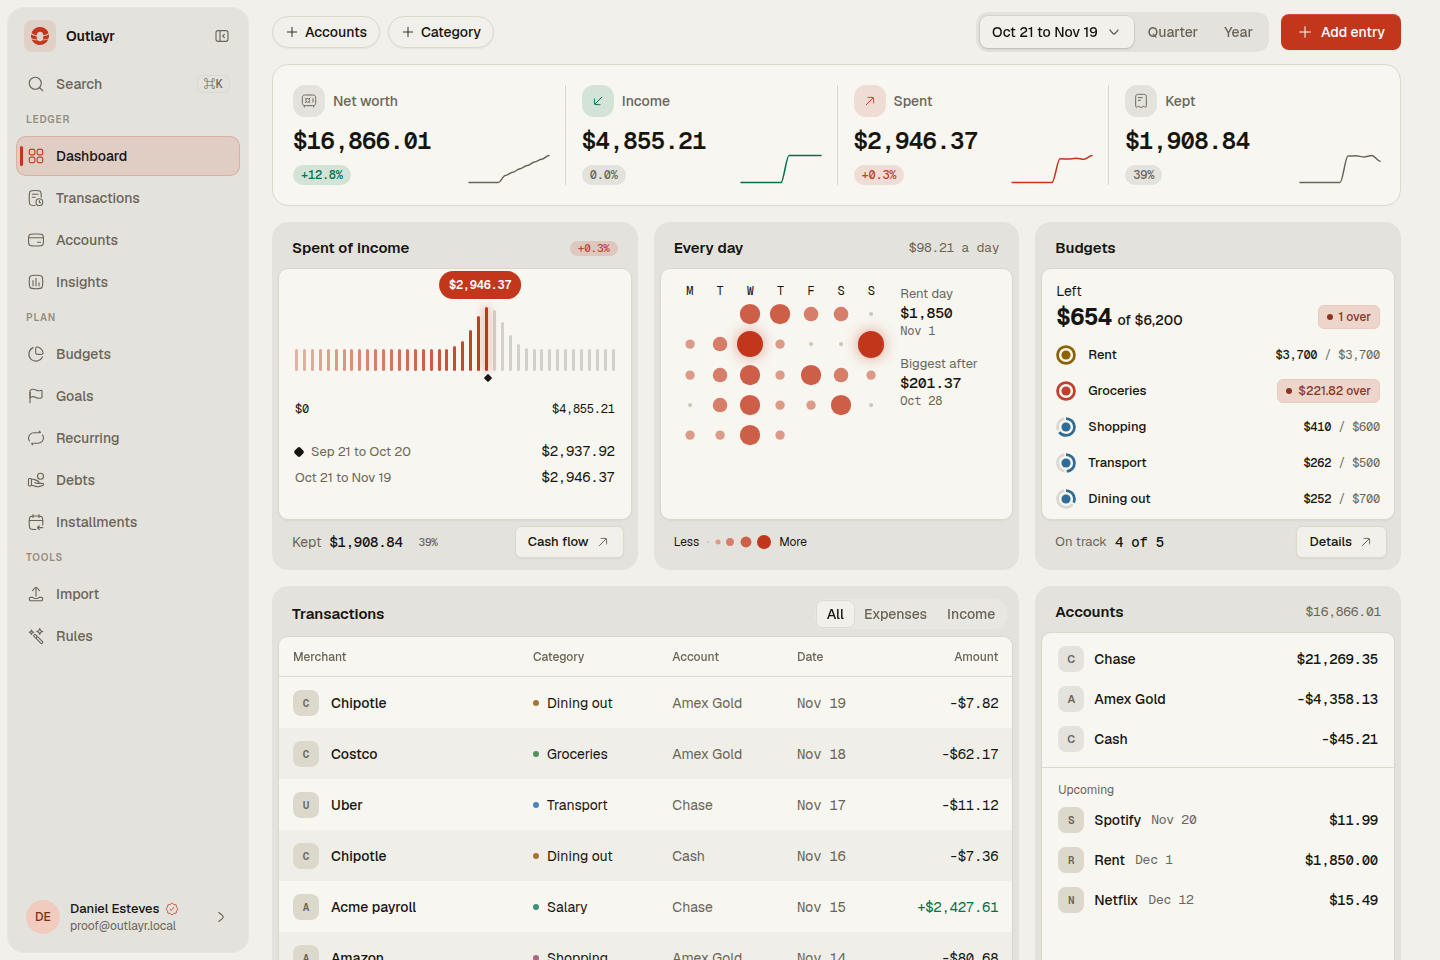 Outlayr
Search
⌘K
LEDGER
Dashboard
Transactions
Accounts
Insights
PLAN
Budgets
Goals
Recurring
Debts
Installments
TOOLS
Import
Rules
DE
Daniel Esteves
proof@outlayr.local
+ Accounts
+ Category
Oct 21 to Nov 19
Quarter
Year
+ Add entry
Net worth
$16,866.01
+12.8%
Income
$4,855.21
0.0%
Spent
$2,946.37
+0.3%
Kept
$1,908.84
39%
Spent of income
+0.3%
$2,946.37
$0
$4,855.21
Sep 21 to Oct 20
$2,937.92
Oct 21 to Nov 19
$2,946.37
Kept $1,908.84 39%
Cash flow
Every day
$98.21 a day
M T W T F S S
Rent day
$1,850
Nov 1
Biggest after
$201.37
Oct 28
Less
More
Budgets
Left
$654 of $6,200
1 over
Rent
$3,700 / $3,700
Groceries
$221.82 over
Shopping
$410 / $600
Transport
$262 / $500
Dining out
$252 / $700
On track 4 of 5
Details
Transactions
All
Expenses
Income
Merchant Category Account Date Amount
C Chipotle Dining out Amex Gold Nov 19 -$7.82
C Costco Groceries Amex Gold Nov 18 -$62.17
U Uber Transport Chase Nov 17 -$11.12
C Chipotle Dining out Cash Nov 16 -$7.36
A Acme payroll Salary Chase Nov 15 +$2,427.61
A Amazon Shopping Amex Gold Nov 14 -$80.68
Accounts
$16,866.01
C Chase $21,269.35
A Amex Gold -$4,358.13
C Cash -$45.21
Upcoming
S Spotify Nov 20 $11.99
R Rent Dec 1 $1,850.00
N Netflix Dec 12 $15.49